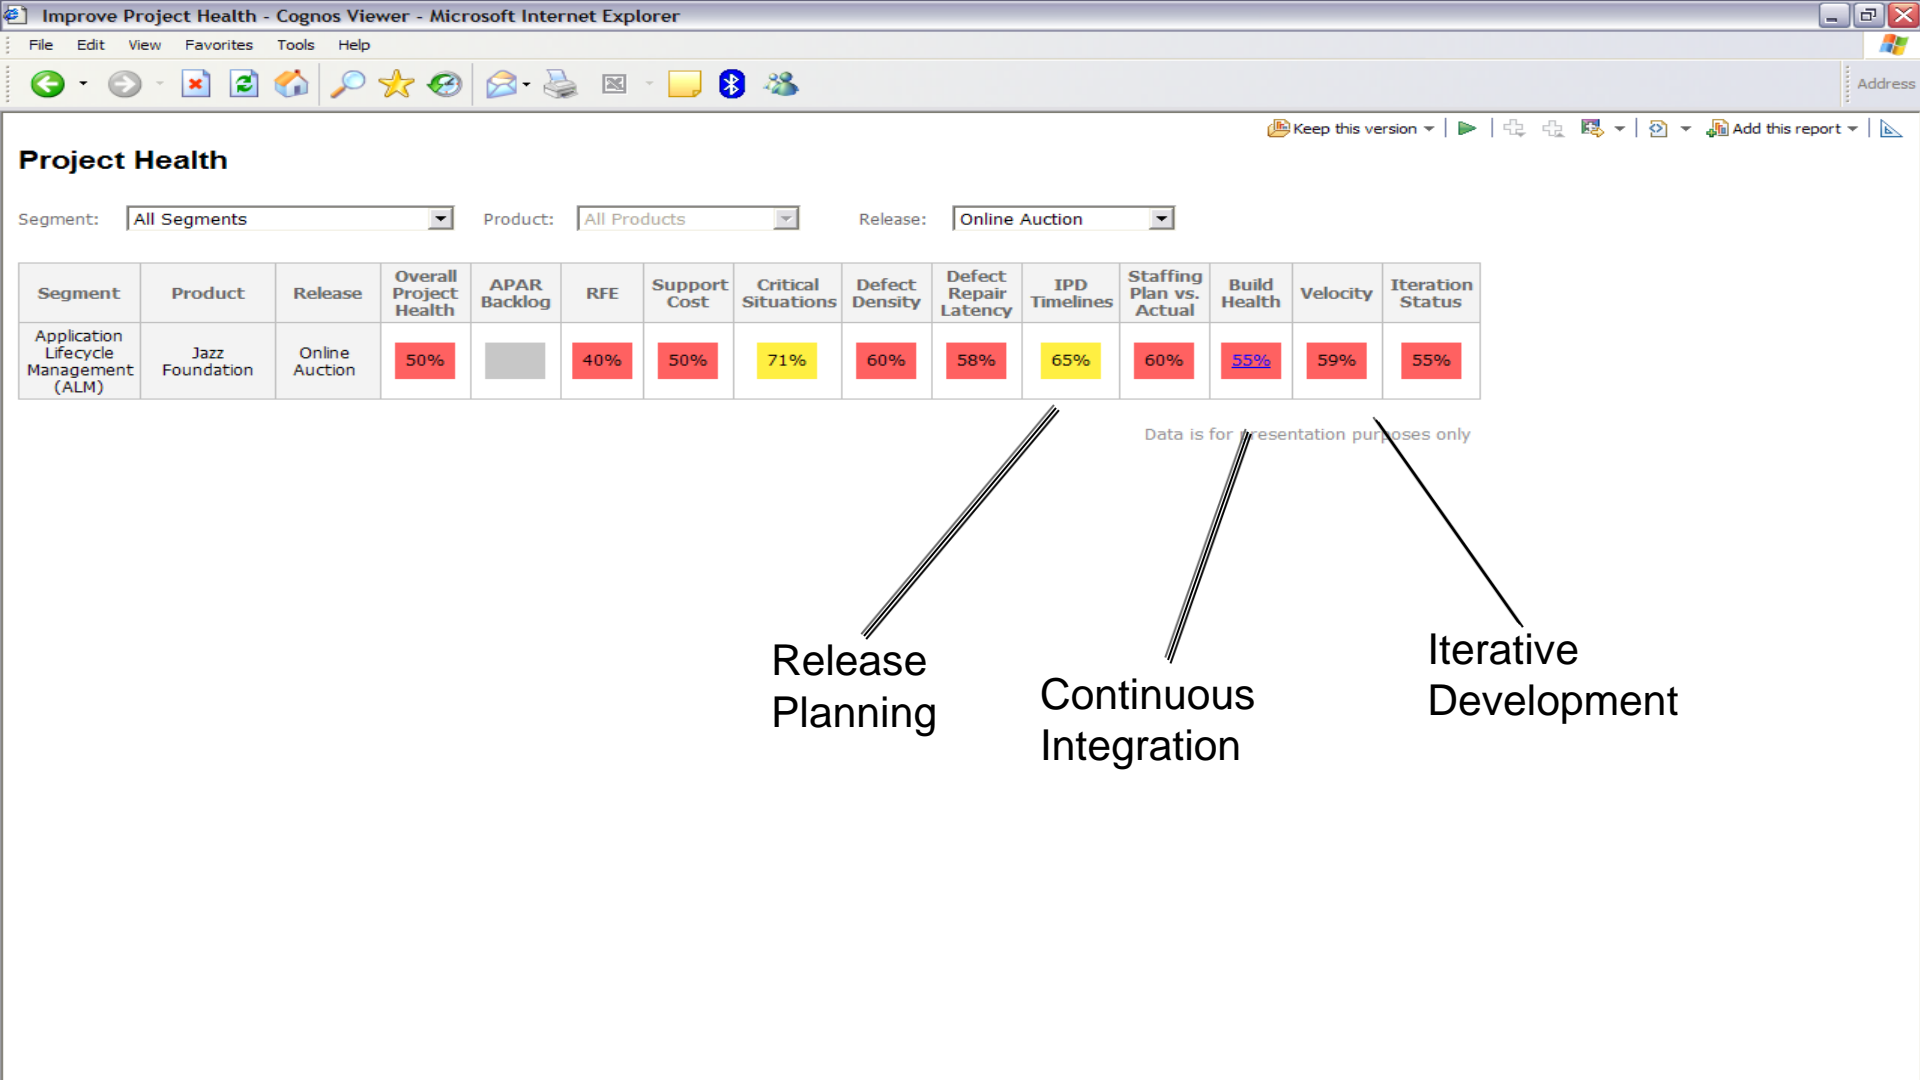 Improve Project Health - Cognos Viewer - Microsoft Internet Explorer
File Edit View Favorites Tools Help
Address
Keep this version Add this report
Project Health
Segment: All Segments Product: All Products Release: Online Auction
Segment Product Release Overall Project Health APAR Backlog RFE Support Cost Critical Situations Defect Density Defect Repair Latency IPD Timelines Staffing Plan vs. Actual Build Health Velocity Iteration Status
Application Lifecycle Management (ALM) Jazz Foundation Online Auction 50% 40% 50% 71% 60% 58% 65% 60% 55% 59% 55%
Data is for presentation purposes only
Release
Planning
Continuous
Integration
Iterative
Development